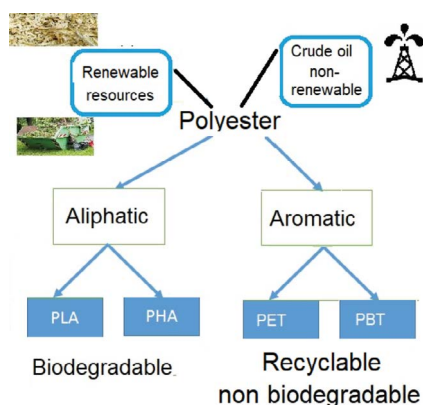 Renewable
resources
Crude oil
non-
renewable
Polyester
Aliphatic
Aromatic
PLA
PHA
PET
PBT
Biodegradable
Recyclable
non biodegradable